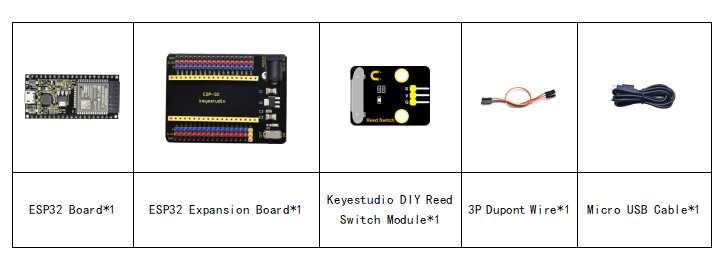 ESP-32
keyestudio
S
V
G
Reed Switch
ESP32 Board*1
ESP32 Expansion Board*1
Keyestudio DIY Reed
Switch Module*1
3P Dupont Wire*1
Micro USB Cable*1